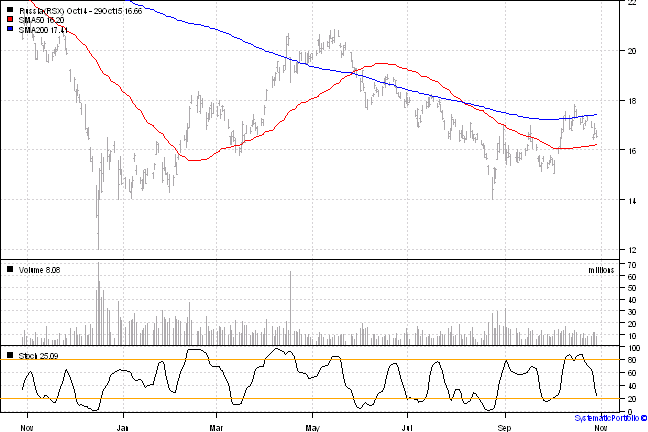 Russia(RSX) Oct14 - 29Oct15 16.66
SMA50 16.20
SMA200 17.41
22
20
18
16
14
12
Volume 8.08
millions
70
60
50
40
30
20
10
Stoch 25.09
100
80
60
40
20
0
Nov Jan Mar May Jul Sep Nov
SystematicPortfolio ©